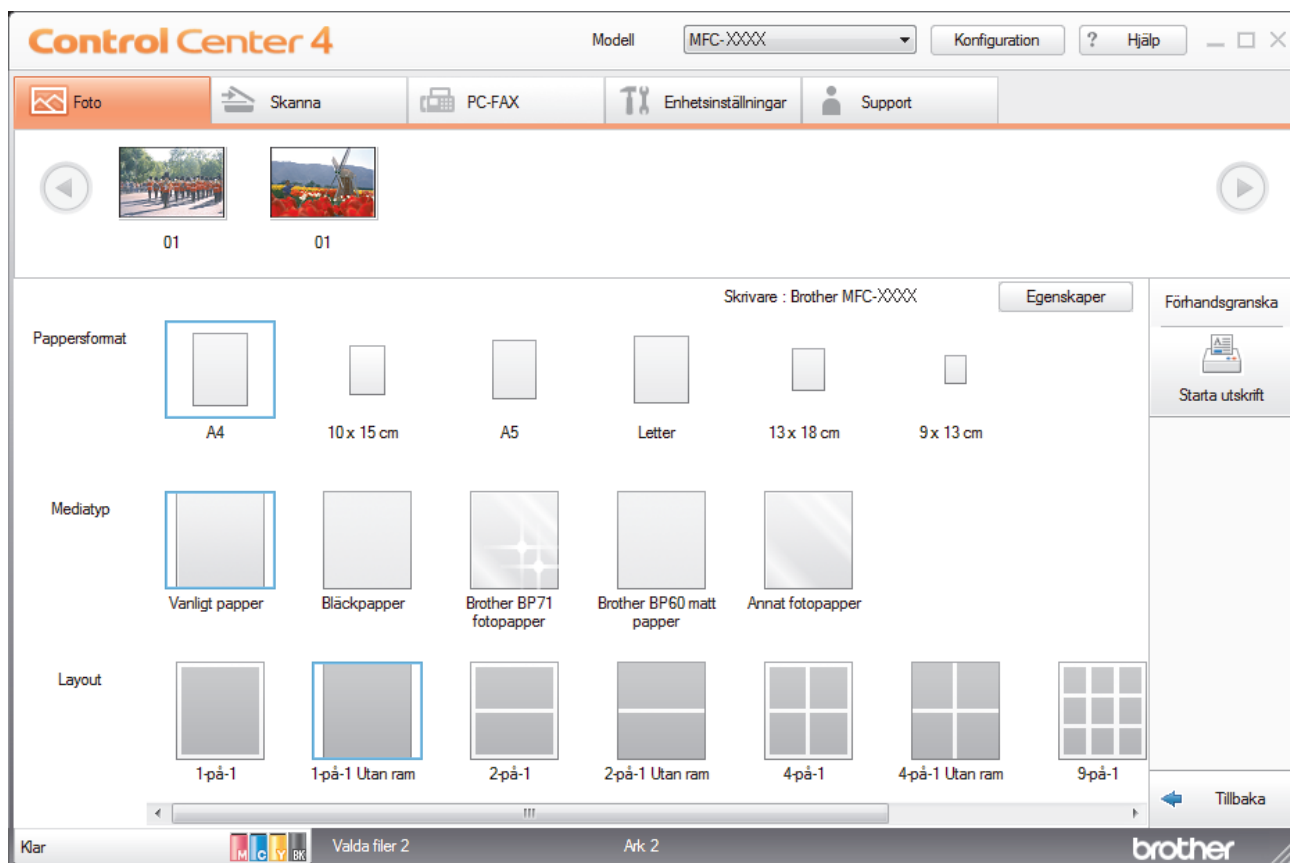 Control Center 4
Modell
MFC-XXXX
Konfiguration
? Hjälp
Foto
Skanna
PC-FAX
Enhetsinställningar
Support
01
01
Skrivare : Brother MFC-XXXX
Egenskaper
Förhandsgranska
Starta utskrift
Pappersformat
A4
10 x 15 cm
A5
Letter
13 x 18 cm
9 x 13 cm
Mediatyp
Vanligt papper
Bläckpapper
Brother BP71
fotopapper
Brother BP60 matt
papper
Annat fotopapper
Layout
1-på-1
1-på-1 Utan ram
2-på-1
2-på-1 Utan ram
4-på-1
4-på-1 Utan ram
9-på-1
Tillbaka
Klar
M
C
Y
BK
Valda filer 2
Ark 2
brother